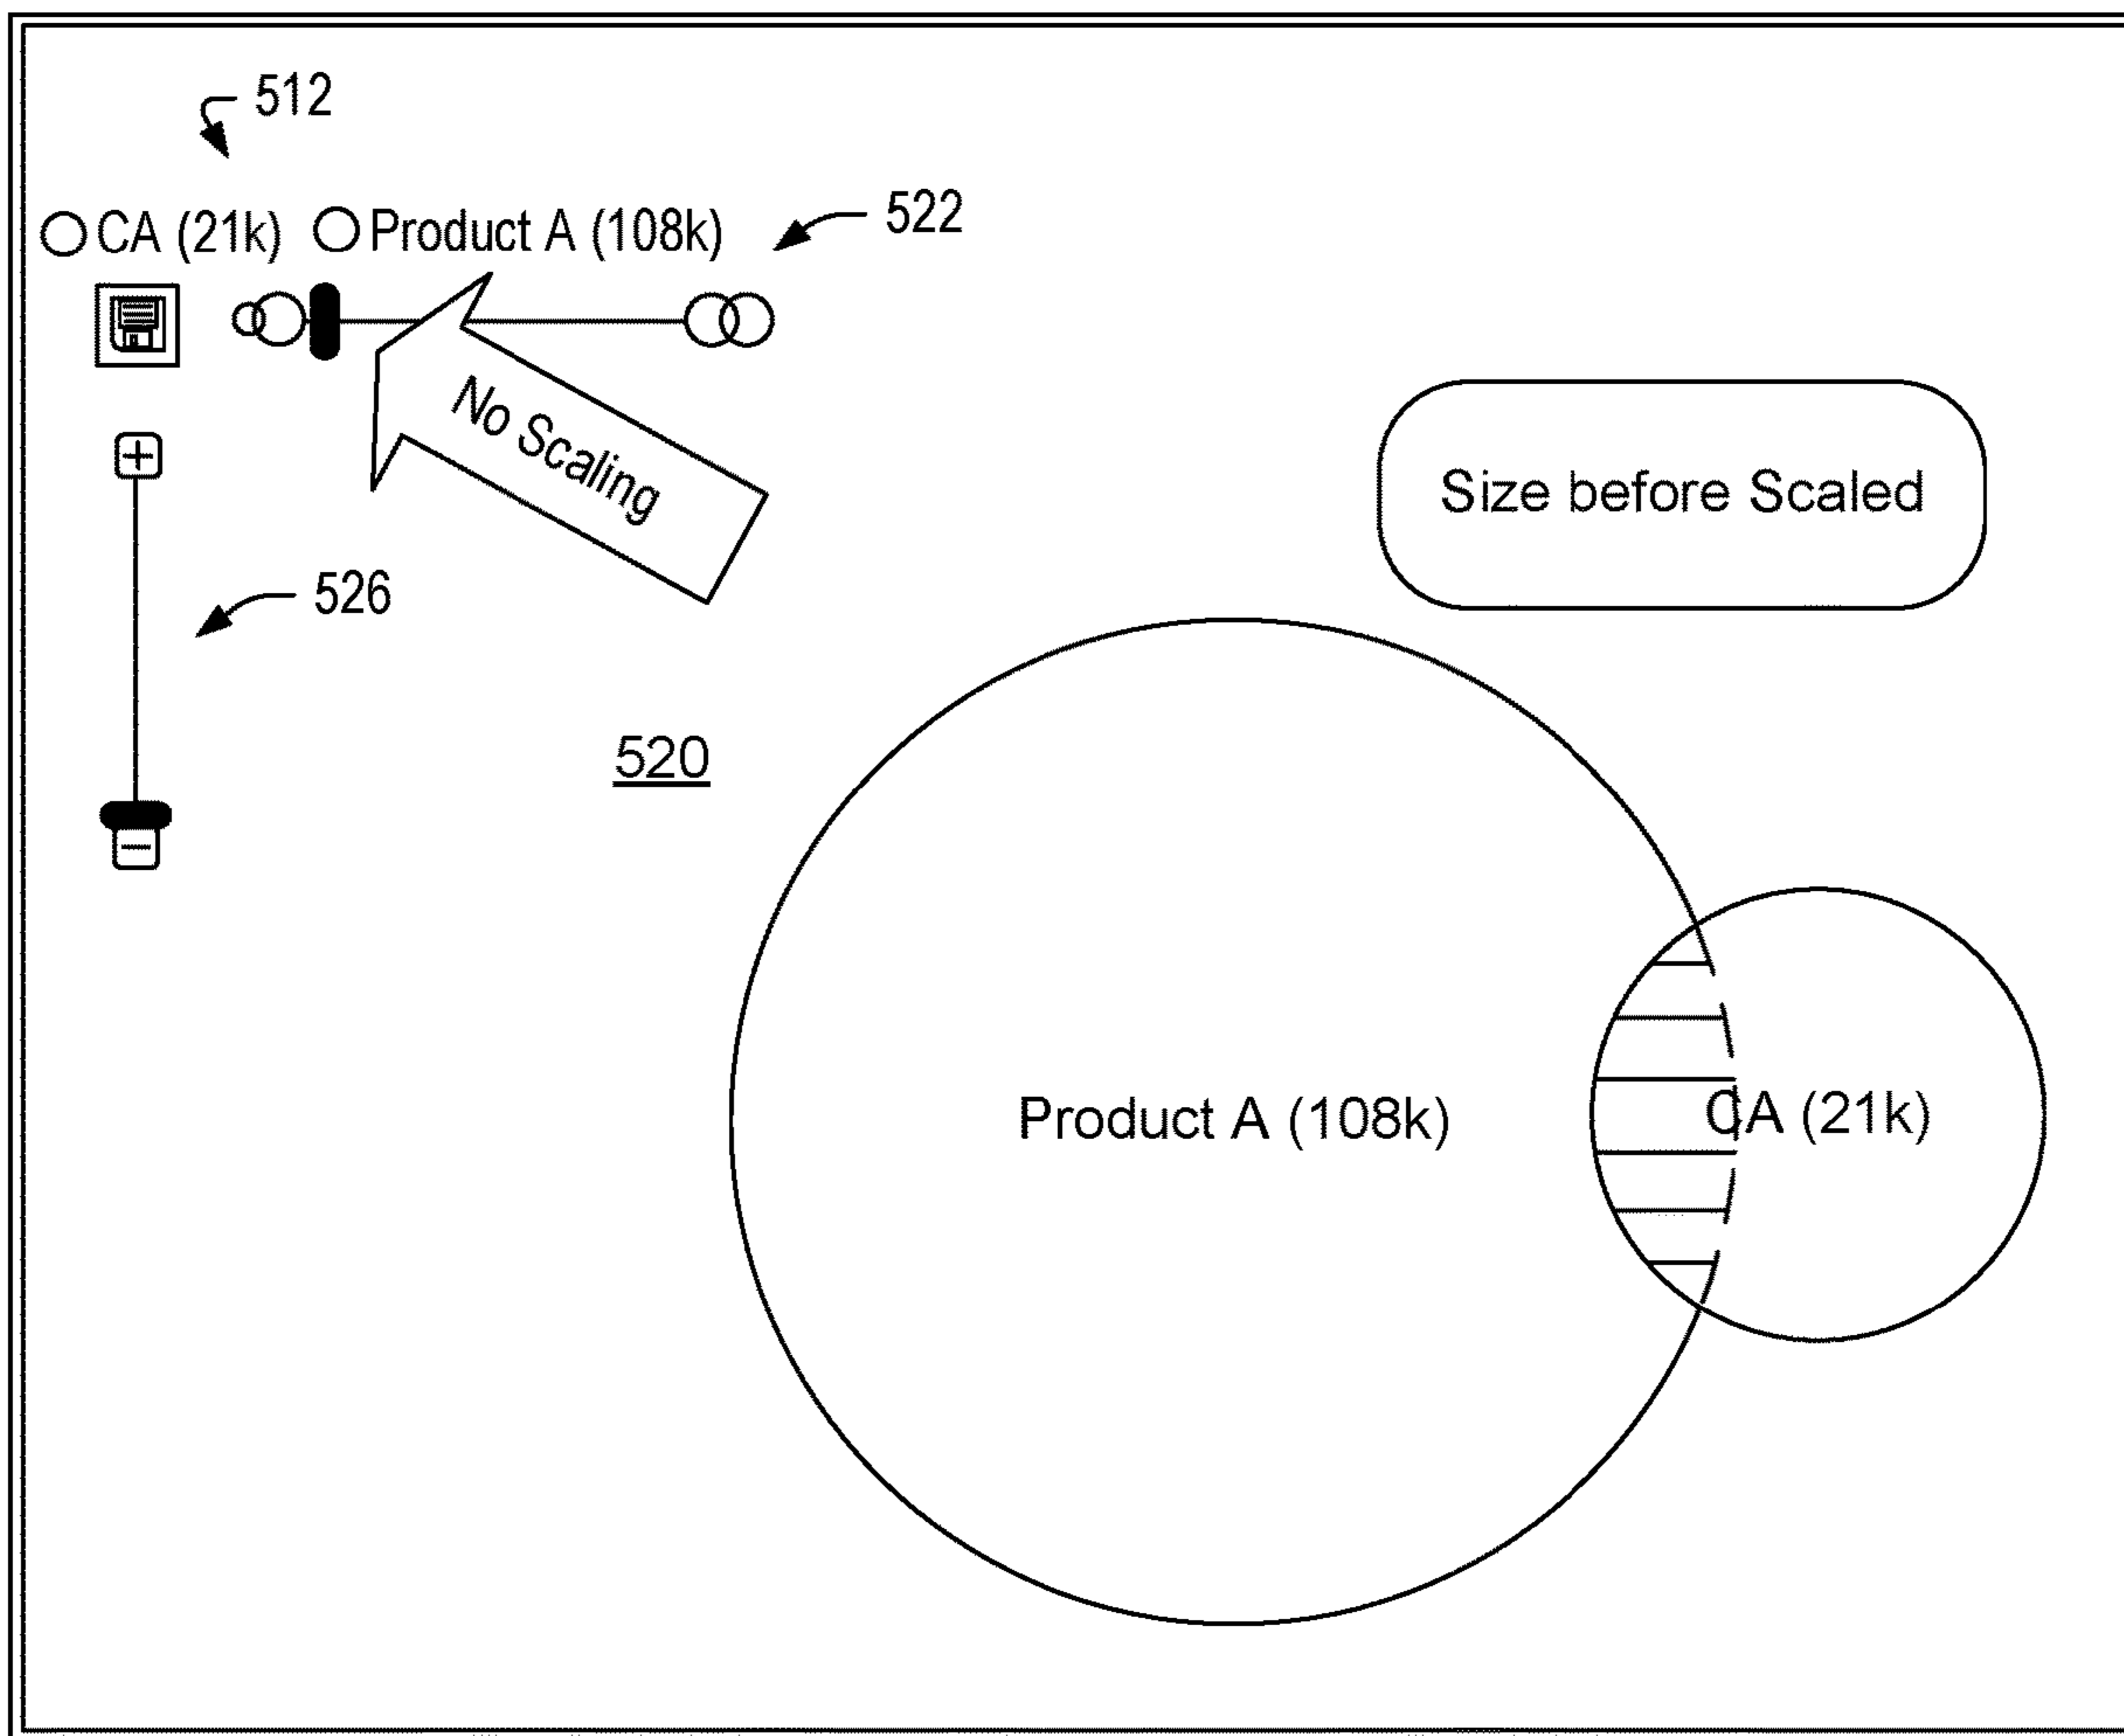 512
CA (21k) Product A (108k)
522
No Scaling
Size before Scaled
526
520
Product A (108k)
CA (21k)